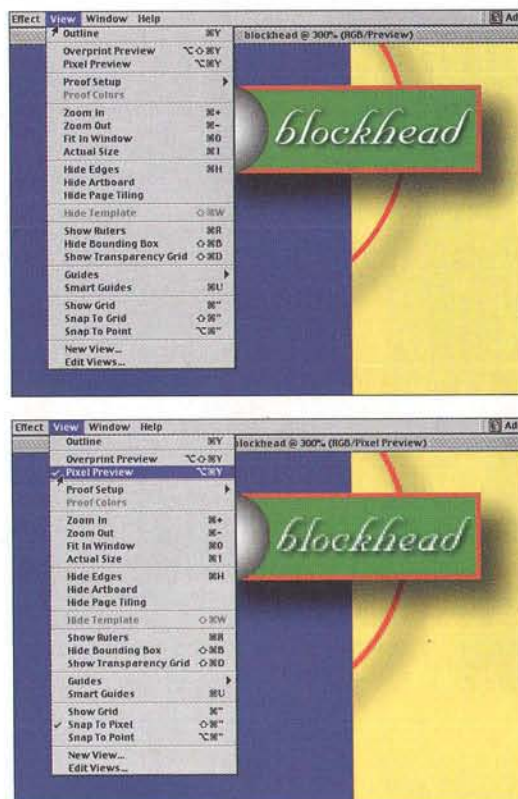 Effect View Window Help Ad
Outline ⌘Y
blockhead @ 300% (RGB/Preview)
Overprint Preview ⌥⇧⌘Y
Pixel Preview ⌥⌘Y
Proof Setup
Proof Colors
Zoom In ⌘+
Zoom Out ⌘-
Fit In Window ⌘0
Actual Size ⌘1
Hide Edges ⌘H
Hide Artboard
Hide Page Tiling
Hide Template ⇧⌘W
Show Rulers ⌘R
Hide Bounding Box ⇧⌘B
Show Transparency Grid ⇧⌘D
Guides
Smart Guides ⌘U
Show Grid ⌘"
Snap To Grid ⇧⌘"
Snap To Point ⌥⌘"
New View...
Edit Views...
blockhead
Effect View Window Help Ad
Outline ⌘Y
blockhead @ 300% (RGB/Pixel Preview)
Overprint Preview ⌥⇧⌘Y
✓ Pixel Preview ⌥⌘Y
Proof Setup
Proof Colors
Zoom In ⌘+
Zoom Out ⌘-
Fit In Window ⌘0
Actual Size ⌘1
Hide Edges ⌘H
Hide Artboard
Hide Page Tiling
Hide Template ⇧⌘W
Show Rulers ⌘R
Hide Bounding Box ⇧⌘B
Show Transparency Grid ⇧⌘D
Guides
Smart Guides ⌘U
Show Grid ⌘"
✓ Snap To Pixel ⇧⌘"
Snap To Point ⌥⌘"
New View...
Edit Views...
blockhead